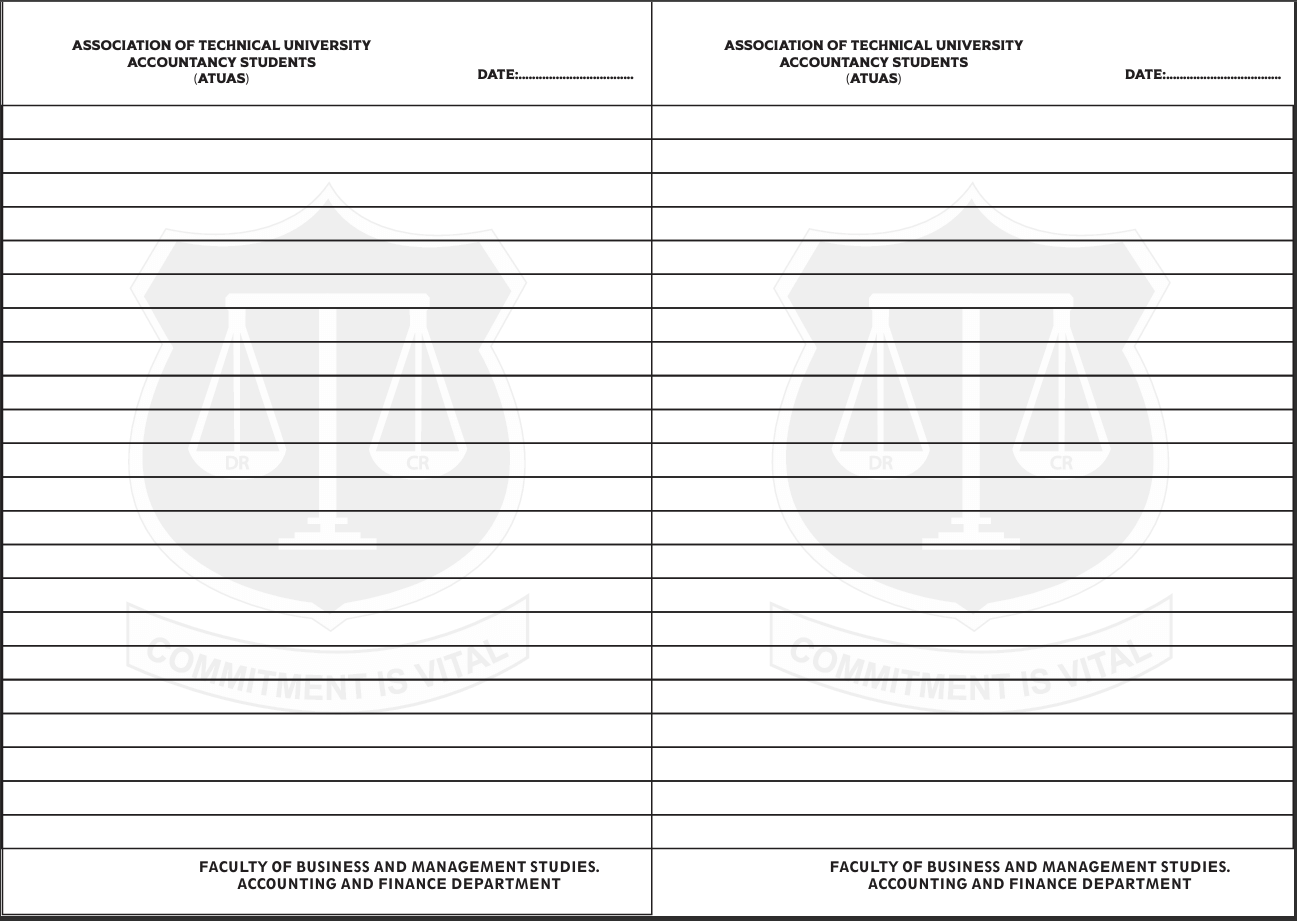 ASSOCIATION OF TECHNICAL UNIVERSITY
ACCOUNTANCY STUDENTS
(ATUAS)
DATE:..................................
DR CR
COMMITMENT IS VITAL
FACULTY OF BUSINESS AND MANAGEMENT STUDIES.
ACCOUNTING AND FINANCE DEPARTMENT
ASSOCIATION OF TECHNICAL UNIVERSITY
ACCOUNTANCY STUDENTS
(ATUAS)
DATE:..................................
DR CR
COMMITMENT IS VITAL
FACULTY OF BUSINESS AND MANAGEMENT STUDIES.
ACCOUNTING AND FINANCE DEPARTMENT